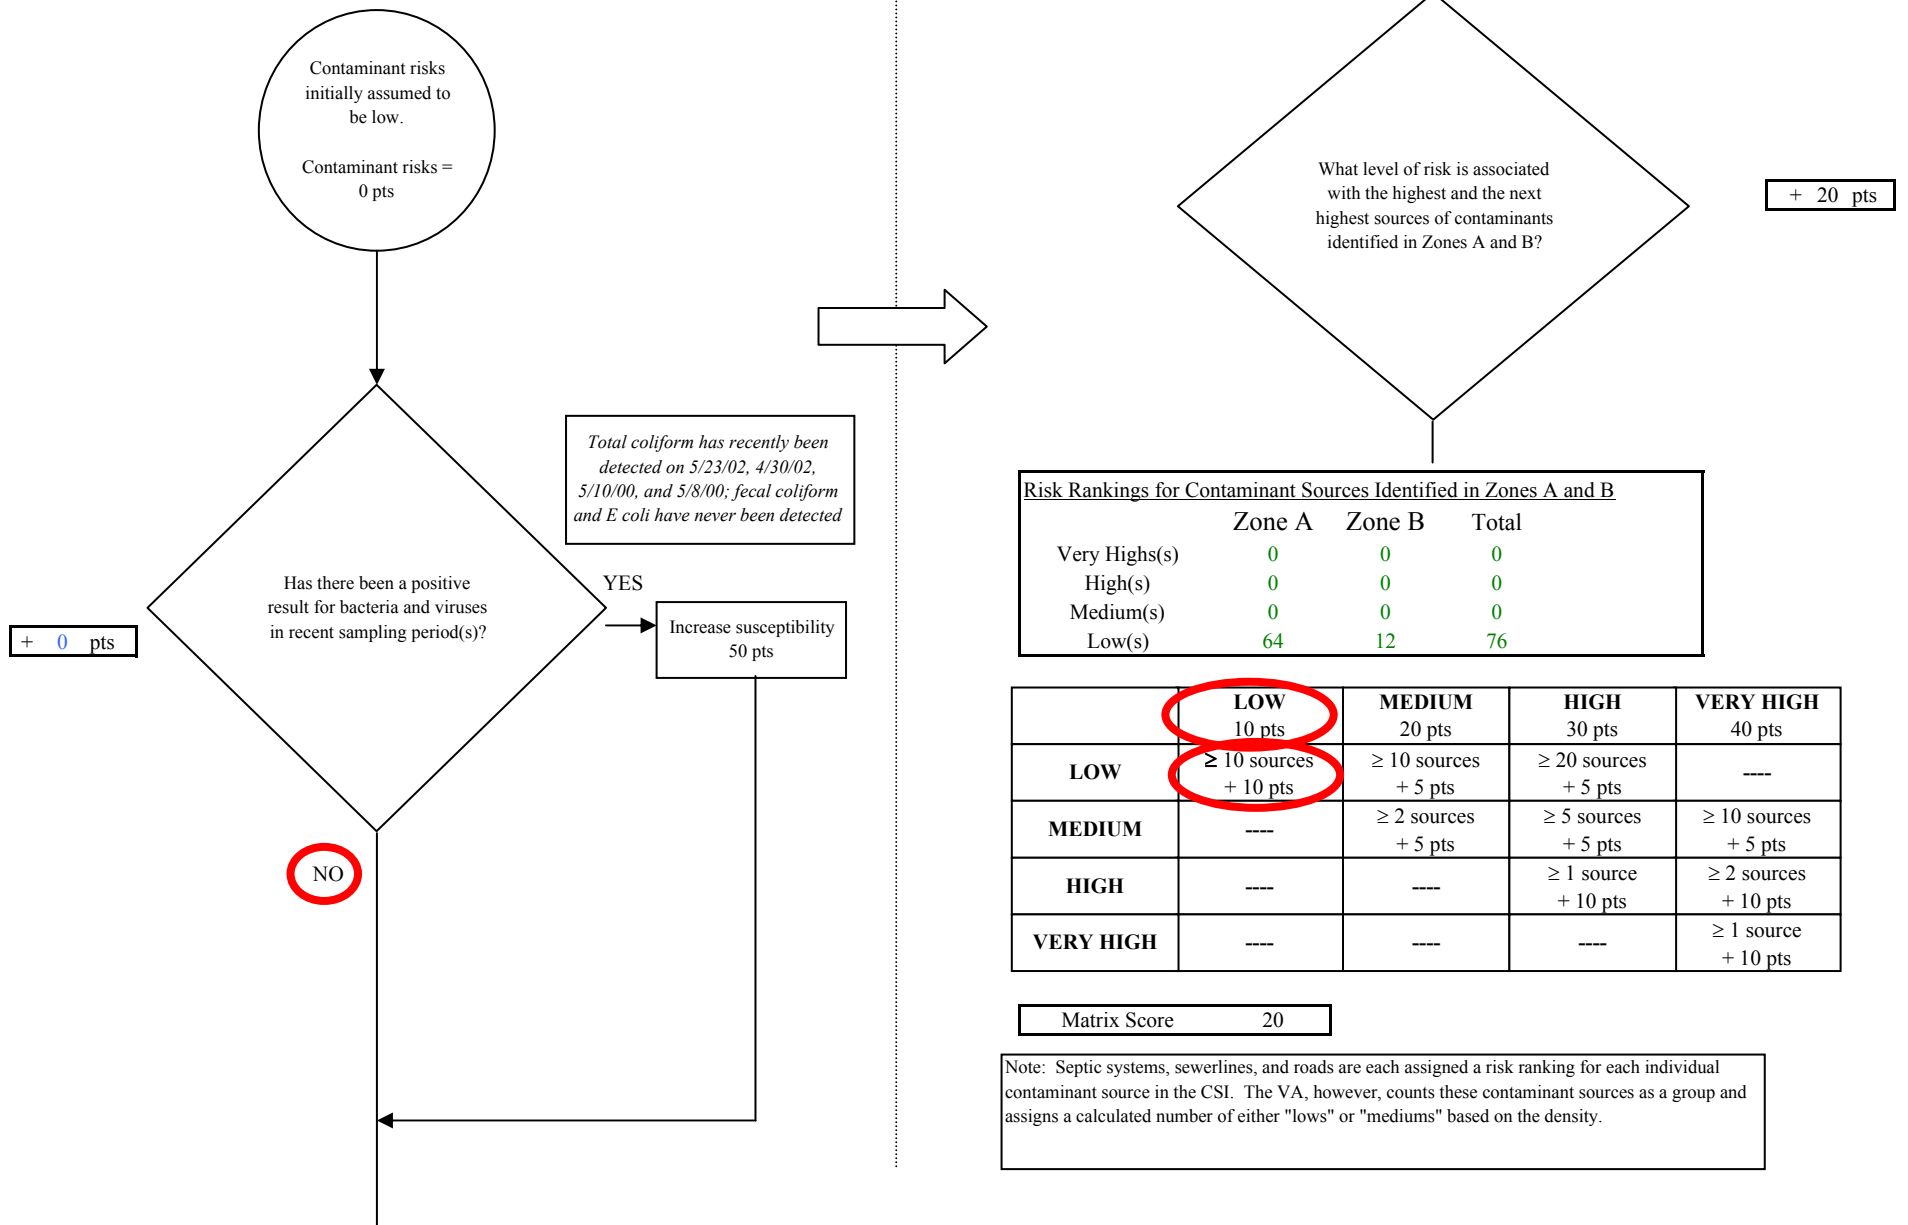 Contaminant risks
initially assumed to
be low.
Contaminant risks =
0 pts
Total coliform has recently been
detected on 5/23/02, 4/30/02,
5/10/00, and 5/8/00; fecal coliform
and E coli have never been detected
Has there been a positive
result for bacteria and viruses
in recent sampling period(s)?
YES
Increase susceptibility
50 pts
+ 0 pts
NO
What level of risk is associated
with the highest and the next
highest sources of contaminants
identified in Zones A and B?
+ 20 pts
Risk Rankings for Contaminant Sources Identified in Zones A and B
Zone A Zone B Total
Very Highs(s) 0 0 0
High(s) 0 0 0
Medium(s) 0 0 0
Low(s) 64 12 76
LOW MEDIUM HIGH VERY HIGH
10 pts 20 pts 30 pts 40 pts
LOW ≥ 10 sources ≥ 10 sources ≥ 20 sources ----
+ 10 pts + 5 pts + 5 pts
MEDIUM ---- ≥ 2 sources ≥ 5 sources ≥ 10 sources
+ 5 pts + 5 pts + 5 pts
HIGH ---- ---- ≥ 1 source ≥ 2 sources
+ 10 pts + 10 pts
VERY HIGH ---- ---- ---- ≥ 1 source
+ 10 pts
Matrix Score 20
Note: Septic systems, sewerlines, and roads are each assigned a risk ranking for each individual
contaminant source in the CSI. The VA, however, counts these contaminant sources as a group and
assigns a calculated number of either "lows" or "mediums" based on the density.